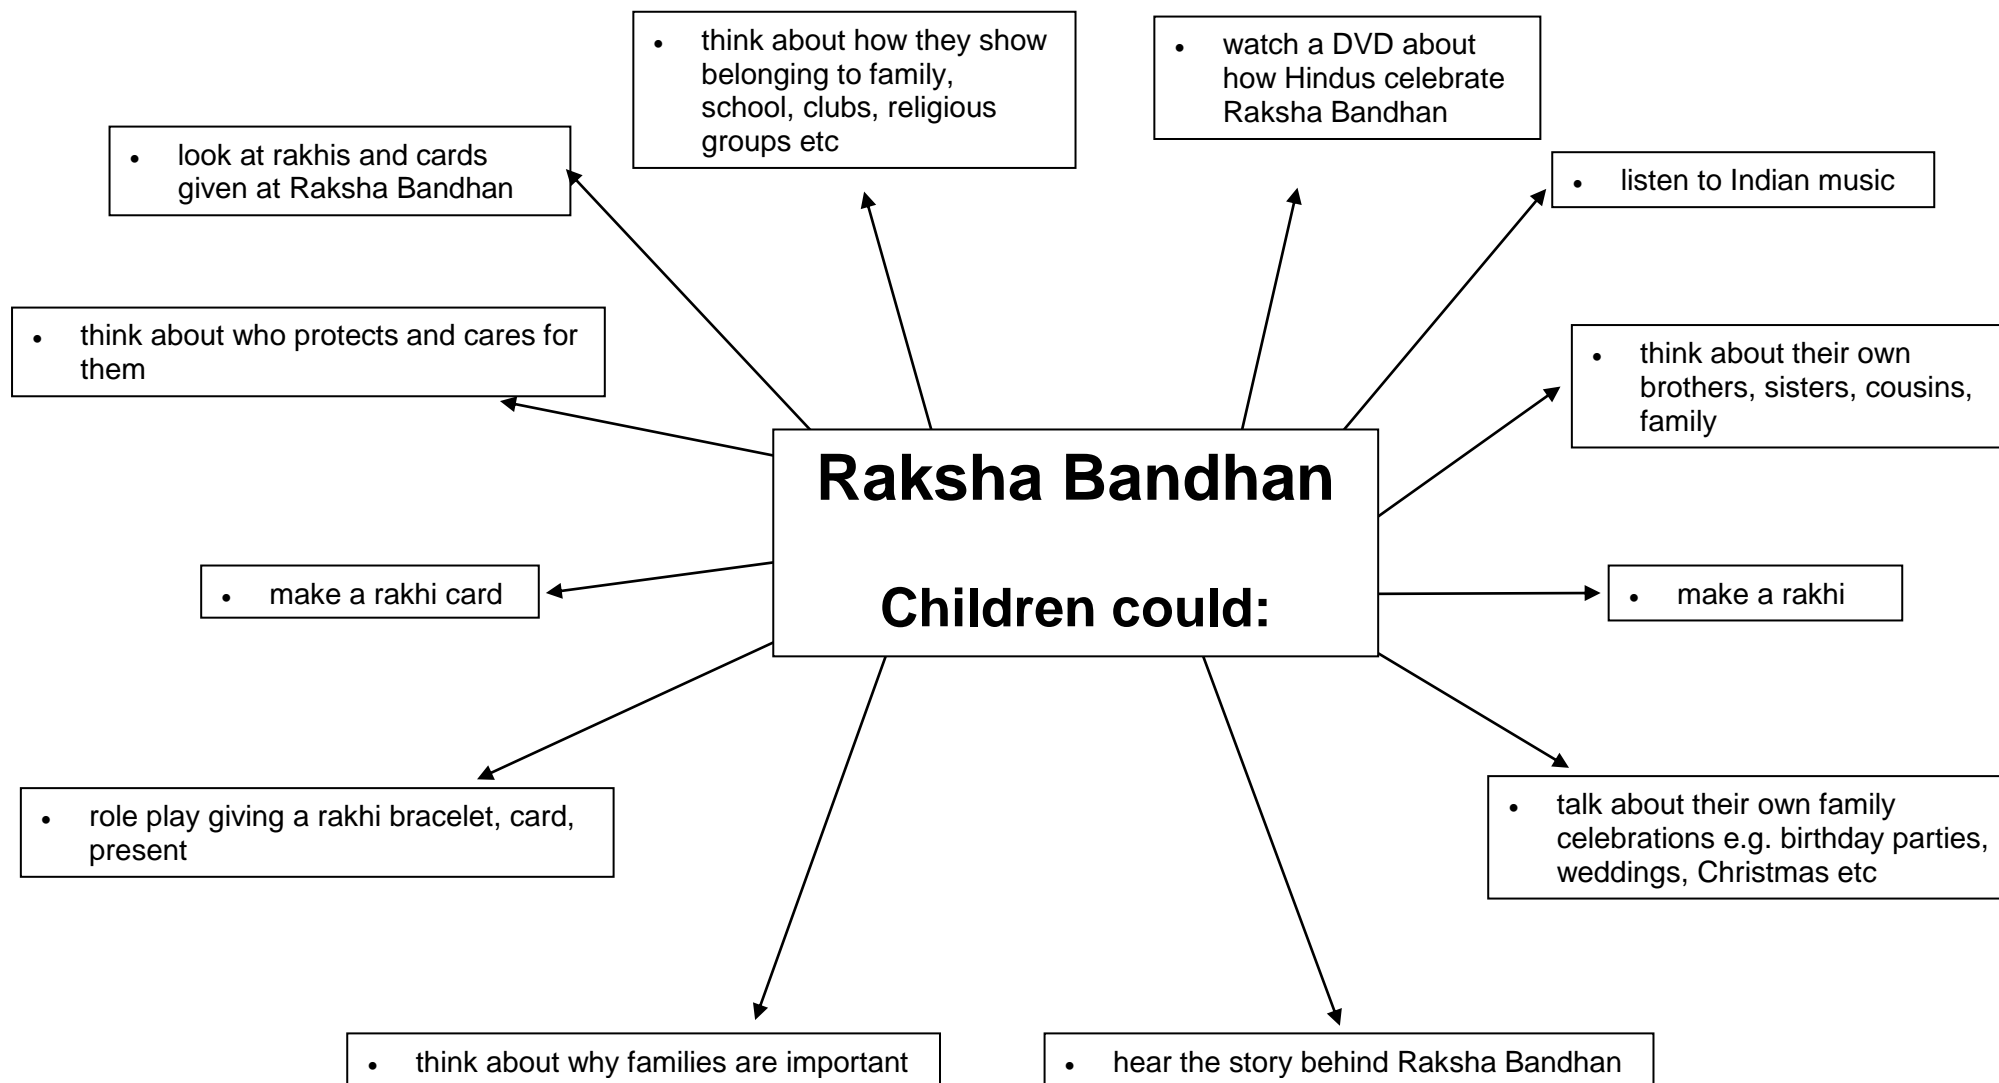 • think about how they show
belonging to family,
school, clubs, religious
groups etc
• watch a DVD about
how Hindus celebrate
Raksha Bandhan
• look at rakhis and cards
given at Raksha Bandhan
• listen to Indian music
• think about who protects and cares for
them
• think about their own
brothers, sisters, cousins,
family
Raksha Bandhan
Children could:
• make a rakhi card
• make a rakhi
• role play giving a rakhi bracelet, card,
present
• talk about their own family
celebrations e.g. birthday parties,
weddings, Christmas etc
• think about why families are important
• hear the story behind Raksha Bandhan